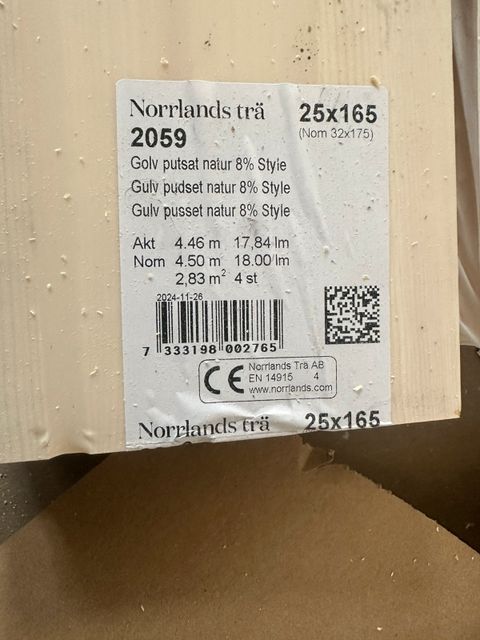 Norrlands trä
25x165
2059
(Nom 32x175)
Golv putsat natur 8% Style
Gulv pudset natur 8% Style
Gulv pusset natur 8% Style
Akt 4.46 m 17,84 lm
Nom 4.50 m 18.00 lm
2,83 m² 4 st
2024-11-26
7 333198 002765
CE
Norrlands Trä AB
EN 14915 4
www.norrlands.com
Norrlands trä
25x165